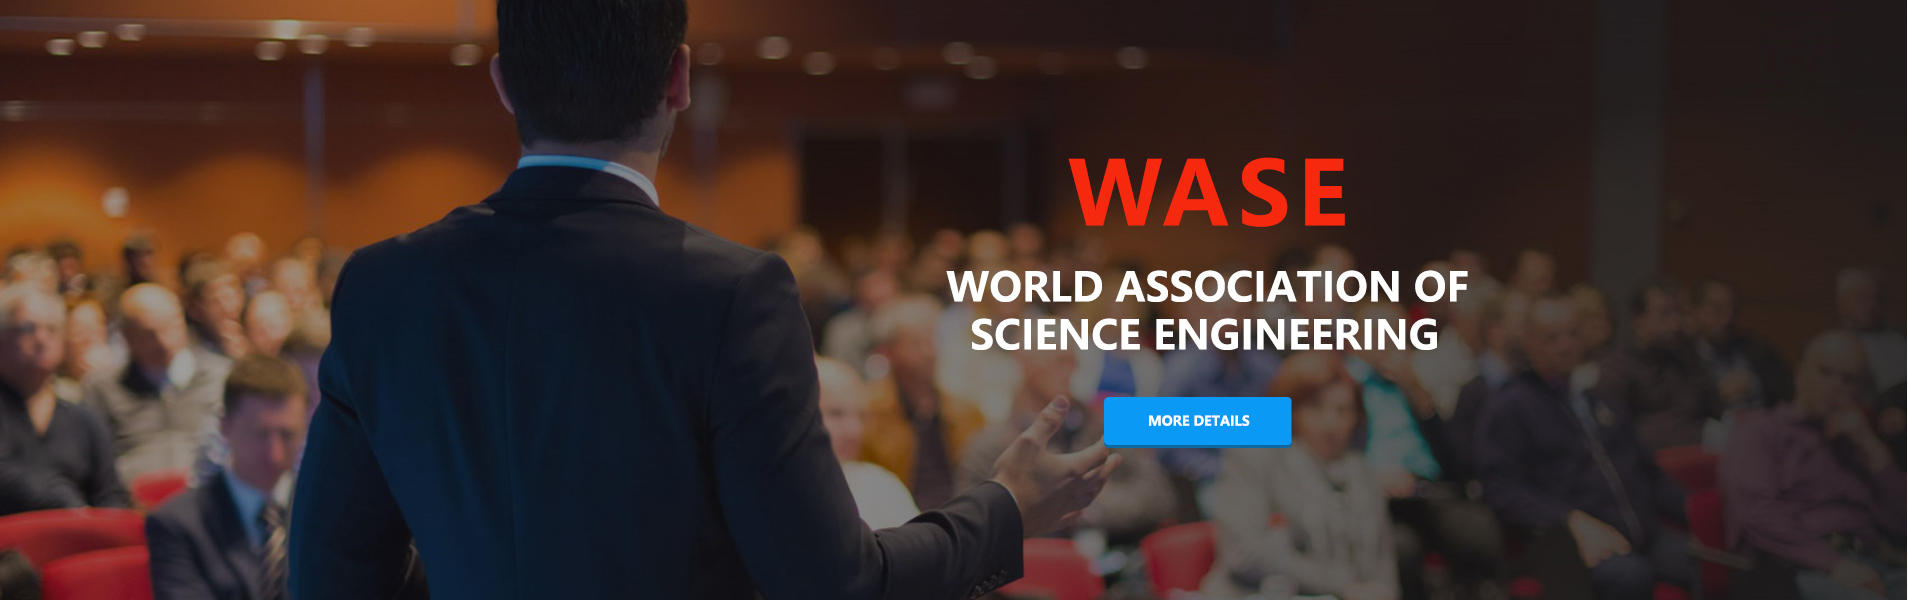 WASE
WORLD ASSOCIATION OF
SCIENCE ENGINEERING
MORE DETAILS